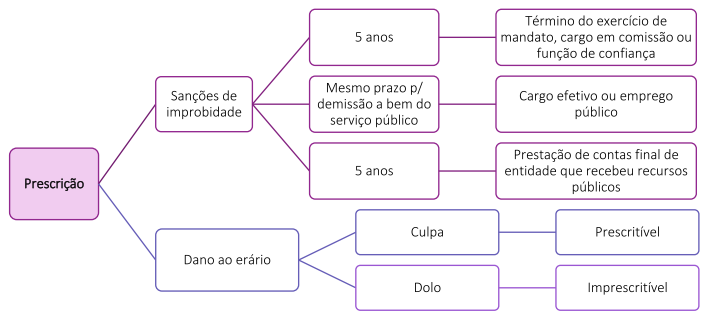 Prescrição
Sanções de
improbidade
5 anos
Término do exercício de
mandato, cargo em comissão ou
função de confiança
Mesmo prazo p/
demissão a bem do
serviço público
Cargo efetivo ou emprego
público
5 anos
Prestação de contas final de
entidade que recebeu recursos
públicos
Dano ao erário
Culpa
Prescritível
Dolo
Imprescritível